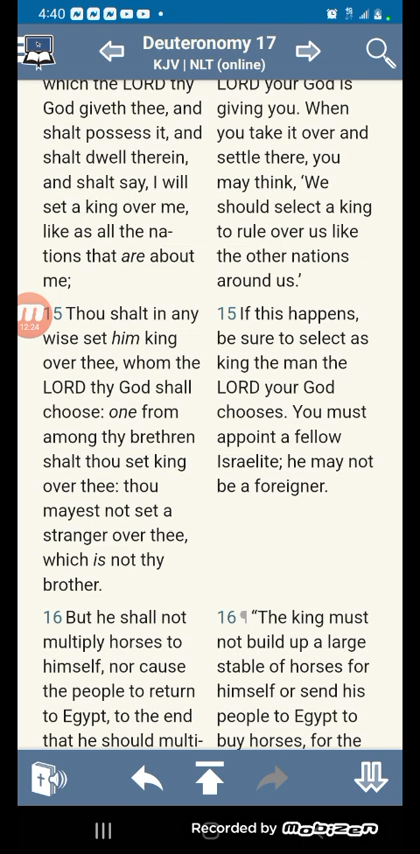 4:40
Deuteronomy 17
KJV | NLT (online)
which the LORD thy
God giveth thee, and
shalt possess it, and
shalt dwell therein,
and shalt say, I will
set a king over me,
like as all the na-
tions that are about
me;
15 Thou shalt in any
wise set him king
over thee, whom the
LORD thy God shall
choose: one from
among thy brethren
shalt thou set king
over thee: thou
mayest not set a
stranger over thee,
which is not thy
brother.
16 But he shall not
multiply horses to
himself, nor cause
the people to return
to Egypt, to the end
that he should multi-
LORD your God is
giving you. When
you take it over and
settle there, you
may think, ‘We
should select a king
to rule over us like
the other nations
around us.’
15 If this happens,
be sure to select as
king the man the
LORD your God
chooses. You must
appoint a fellow
Israelite; he may not
be a foreigner.
16 ¶ “The king must
not build up a large
stable of horses for
himself or send his
people to Egypt to
buy horses, for the
12:24
Recorded by mobizen